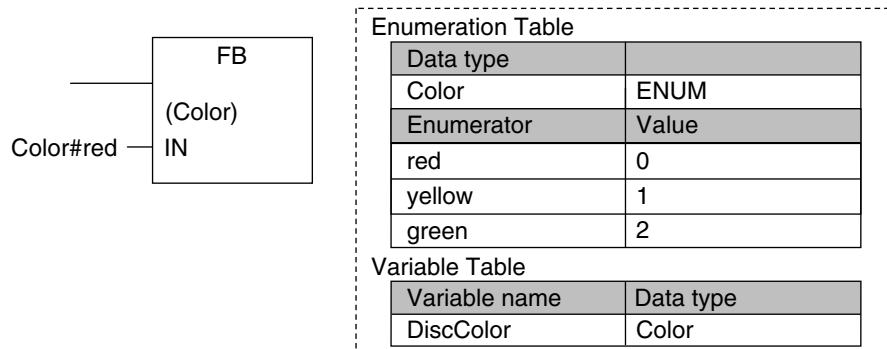 FB
(Color)
Color#red
IN
Enumeration Table
Data type
Color ENUM
Enumerator Value
red 0
yellow 1
green 2
Variable Table
Variable name Data type
DiscColor Color